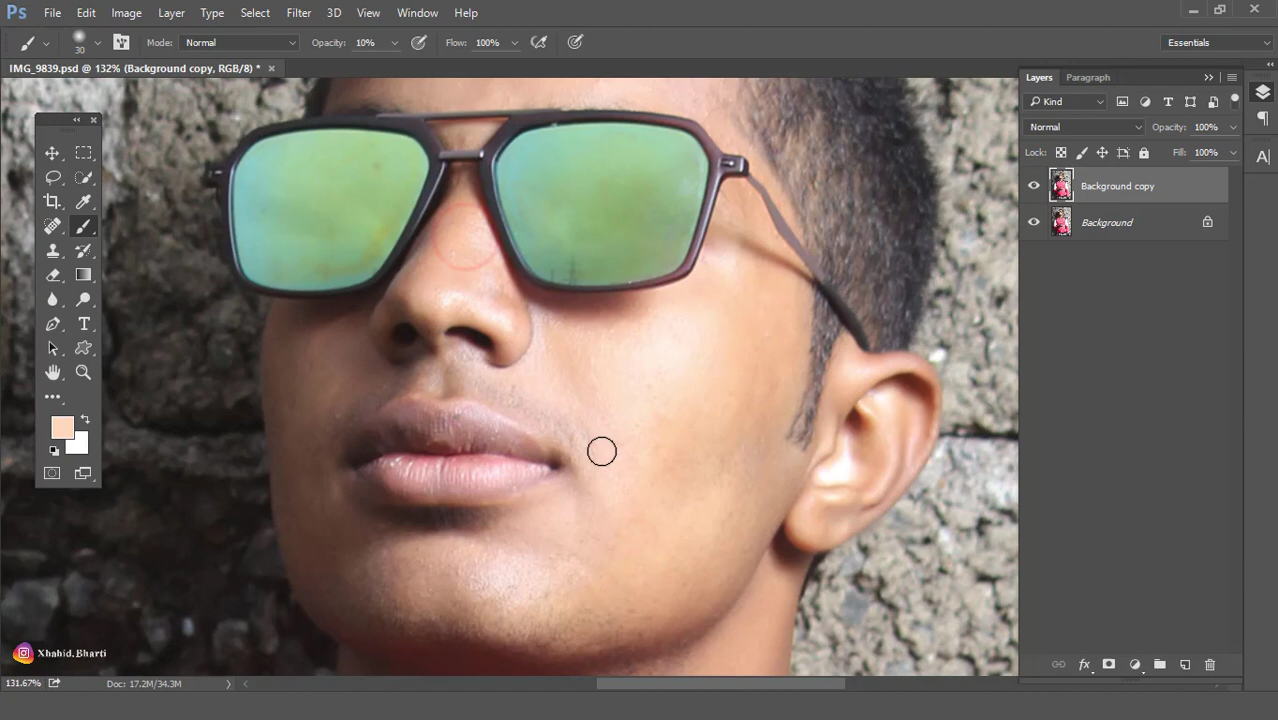 Ps File Edit Image Layer Type Select Filter 3D View Window Help
30 Mode: Normal Opacity: 10% Flow: 100% Essentials
IMG_9839.psd @ 132% (Background copy, RGB/8) * ×
Layers Paragraph
Kind
Normal Opacity: 100%
Lock: Fill: 100%
Background copy
Background
Xhahid.Bharti
131.67% Doc: 17.2M/34.3M